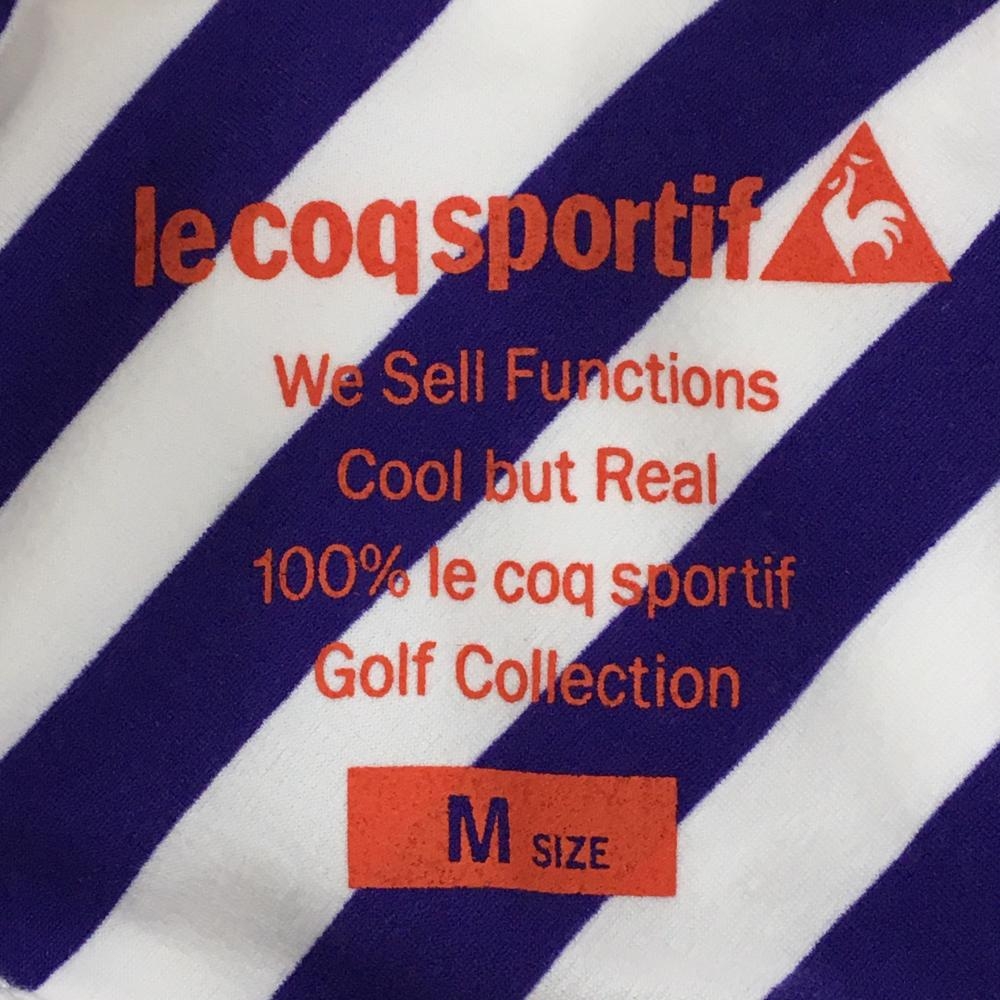 le coq sportif
We Sell Functions
Cool but Real
100% le coq sportif
Golf Collection
M SIZE